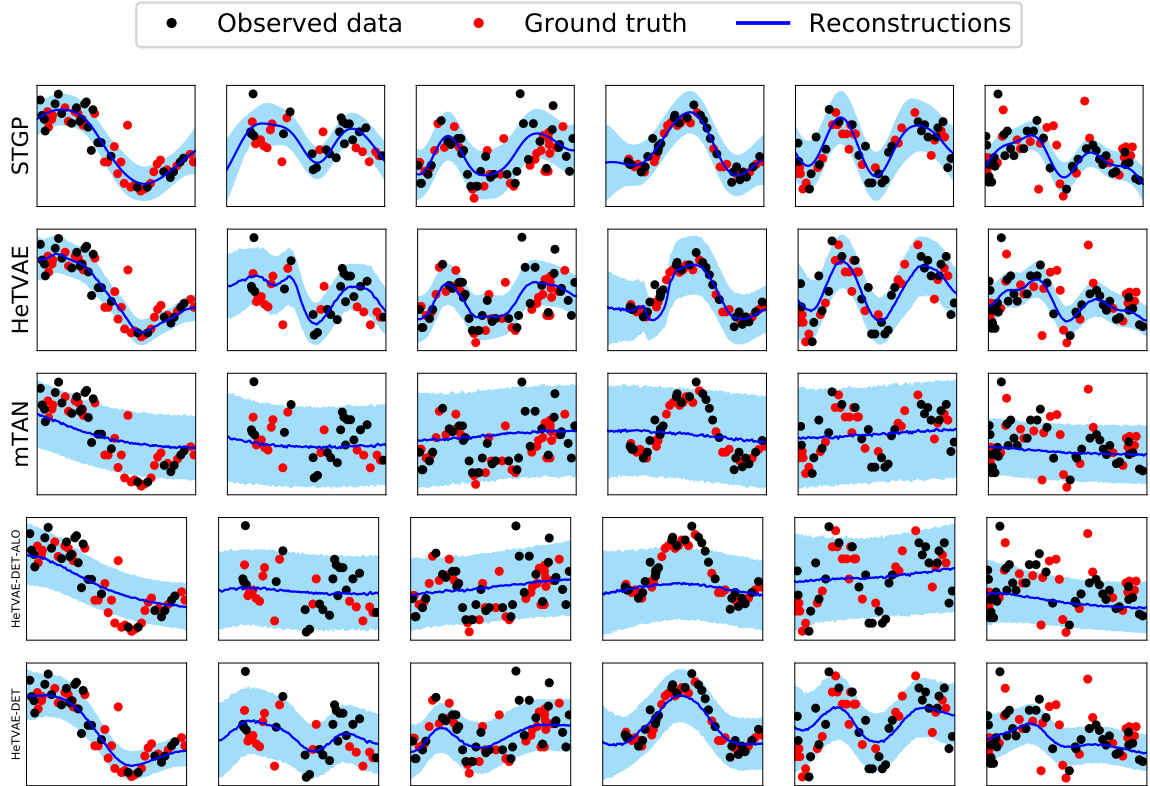 Observed data Ground truth Reconstructions
STGP
HeTVAE
mTAN
HeTVAE-DET-ALO
HeTVAE-DET